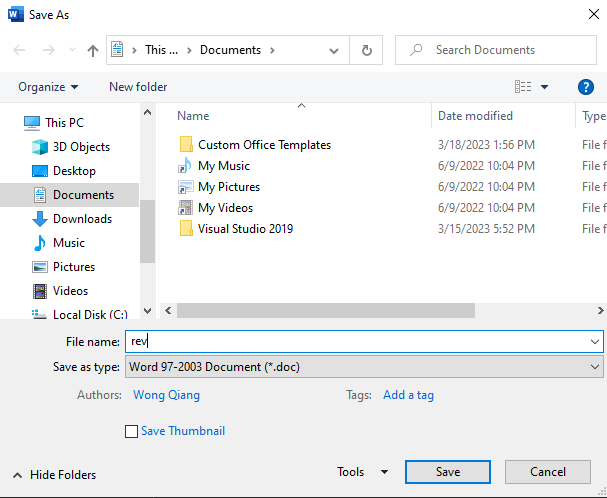 Save As
This ... > Documents >
Search Documents
Organize
New folder
?
Name
Date modified
Type
This PC
3D Objects
Desktop
Documents
Downloads
Music
Pictures
Videos
Local Disk (C:)
Custom Office Templates 3/18/2023 1:56 PM File f
My Music 6/9/2022 10:04 PM File f
My Pictures 6/9/2022 10:04 PM File f
My Videos 6/9/2022 10:04 PM File f
Visual Studio 2019 3/15/2023 5:52 PM File f
File name: rev
Save as type: Word 97-2003 Document (*.doc)
Authors: Wong Qiang
Tags: Add a tag
Save Thumbnail
Hide Folders
Tools
Save
Cancel